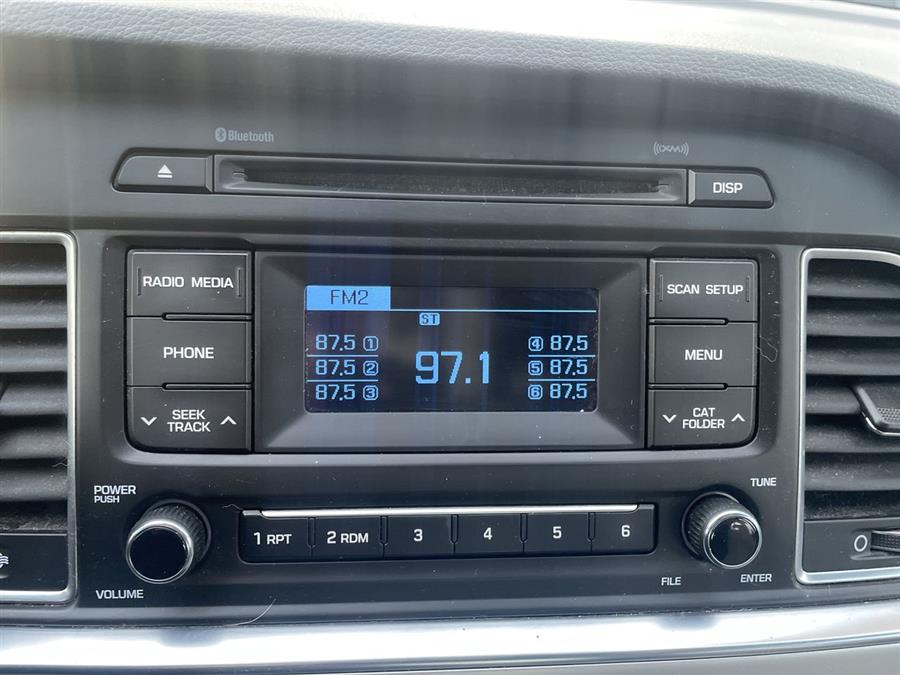 Bluetooth
((XM))
DISP
RADIO MEDIA
FM2
SCAN SETUP
ST
87.5 1
4 87.5
PHONE
87.5 2
97.1
5 87.5
MENU
87.5 3
6 87.5
SEEK
TRACK
CAT
FOLDER
POWER
PUSH
TUNE
1 RPT
2 RDM
3
4
5
6
VOLUME
FILE
ENTER